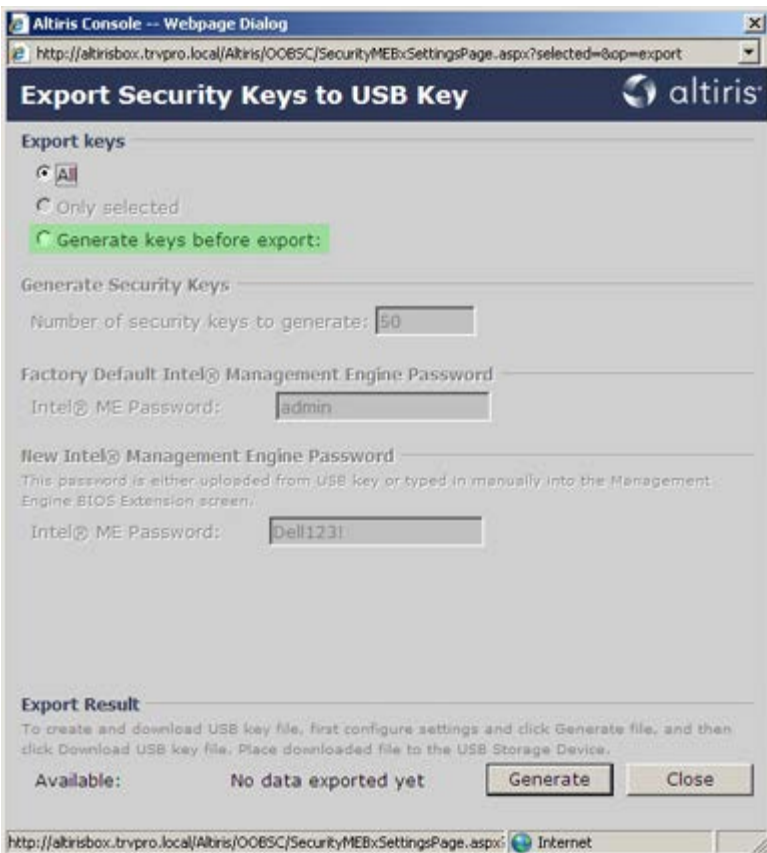 Altiris Console -- Webpage Dialog
http://altirisbox.trvpro.local/Altiris/OOBSC/SecurityMEBxSettingsPage.aspx?selected=&op=export
Export Security Keys to USB Key
altiris
Export keys
All
Only selected
Generate keys before export:
Generate Security Keys
Number of security keys to generate: 50
Factory Default Intel® Management Engine Password
Intel® ME Password: admin
New Intel® Management Engine Password
This password is either uploaded from USB key or typed in manually into the Management
Engine BIOS Extension screen.
Intel® ME Password: Dell123!
Export Result
To create and download USB key file, first configure settings and click Generate file, and then
click Download USB key file. Place downloaded file to the USB Storage Device.
Available: No data exported yet Generate Close
http://altirisbox.trvpro.local/Altiris/OOBSC/SecurityMEBxSettingsPage.aspx? Internet